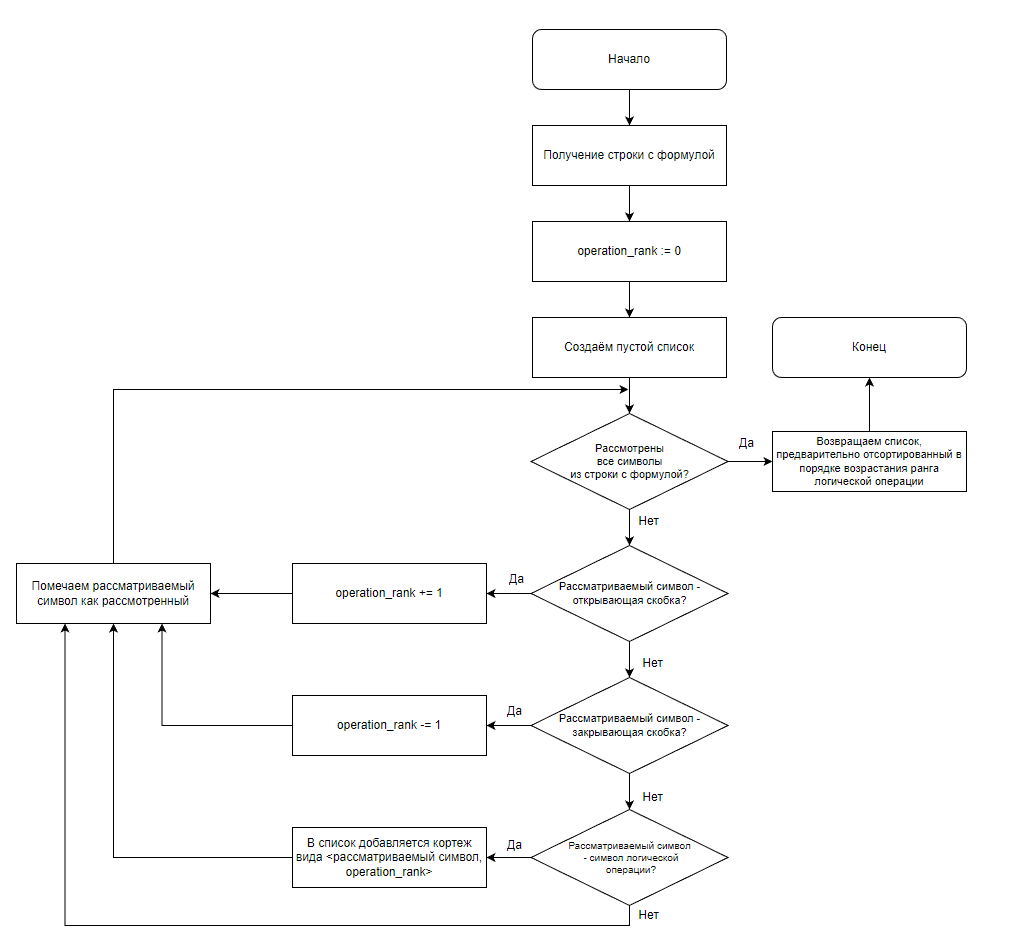 Начало
Получение строки с формулой
operation_rank := 0
Создаём пустой список
Конец
Рассмотрены
все символы
из строки с формулой?
Да
Возвращаем список,
предварительно отсортированный в
порядке возрастания ранга
логической операции
Нет
Помечаем рассматриваемый
символ как рассмотренный
operation_rank += 1
Да
Рассматриваемый символ -
открывающая скобка?
Нет
operation_rank -= 1
Да
Рассматриваемый символ -
закрывающая скобка?
Нет
В список добавляется кортеж
вида <рассматриваемый символ,
operation_rank>
Да
Рассматриваемый символ
- символ логической
операции?
Нет